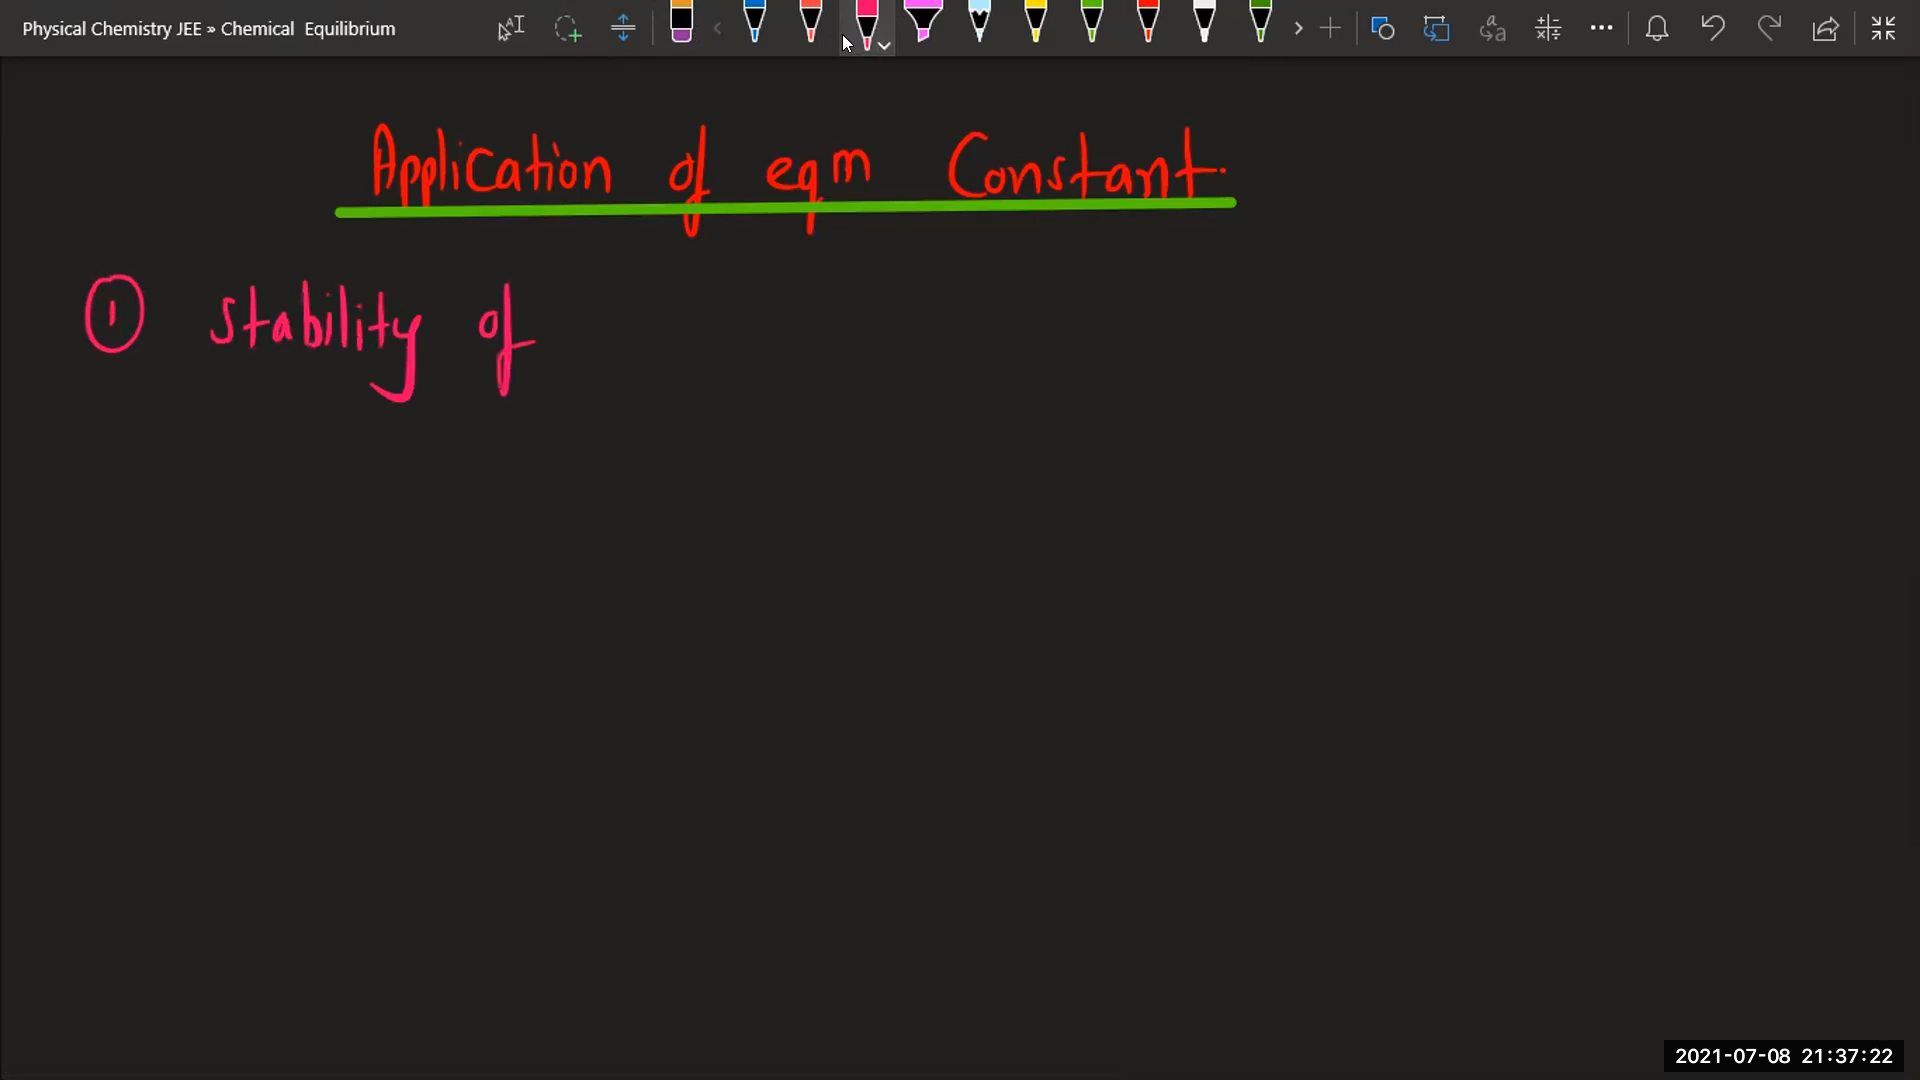 Physical Chemistry JEE » Chemical Equilibrium
Application of eqm Constant.
① Stability of
2021-07-08 21:37:22